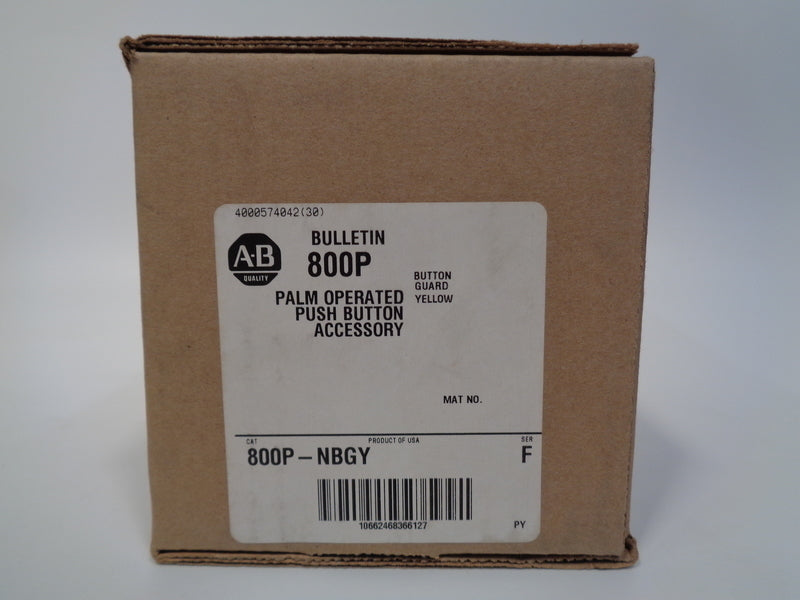 4000574042(30)
A-B
QUALITY
BULLETIN
800P
PALM OPERATED
PUSH BUTTON
ACCESSORY
BUTTON
GUARD
YELLOW
MAT NO.
CAT
PRODUCT OF USA
SER
800P-NBGY
F
10662468366127
PY